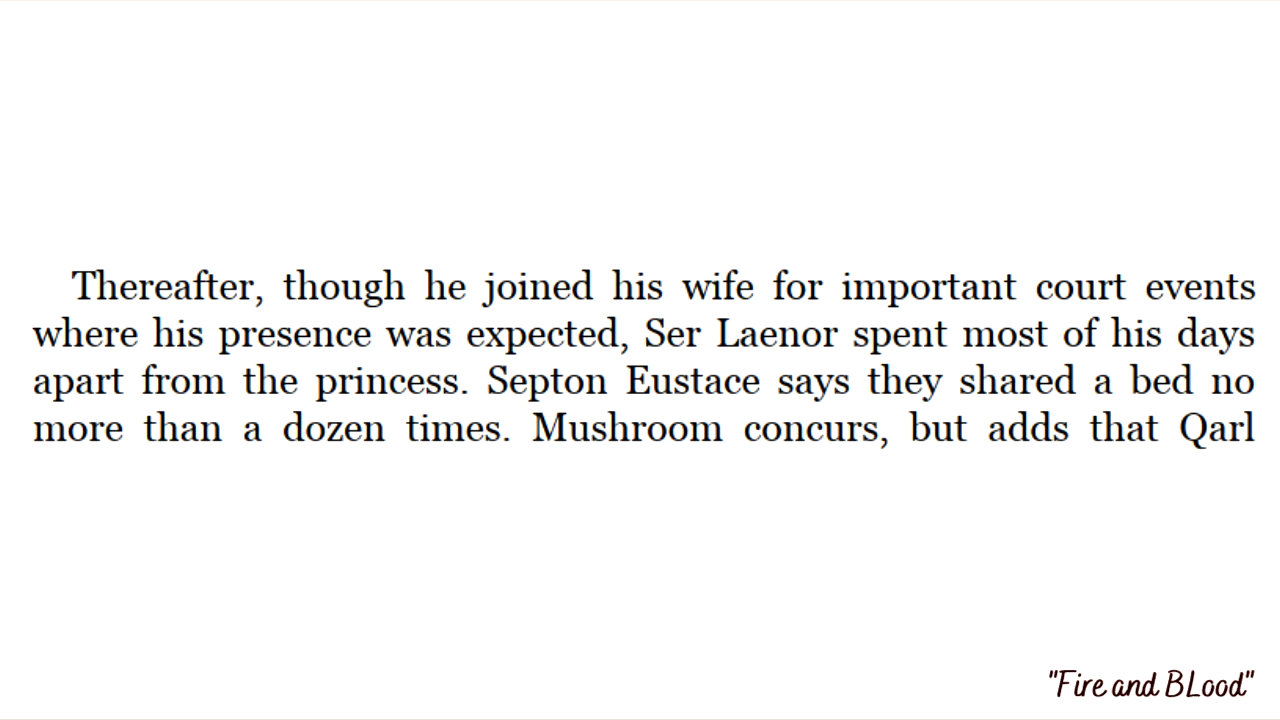 Thereafter, though he joined his wife for important court events
where his presence was expected, Ser Laenor spent most of his days
apart from the princess. Septon Eustace says they shared a bed no
more than a dozen times. Mushroom concurs, but adds that Qarl
"Fire and BLood"